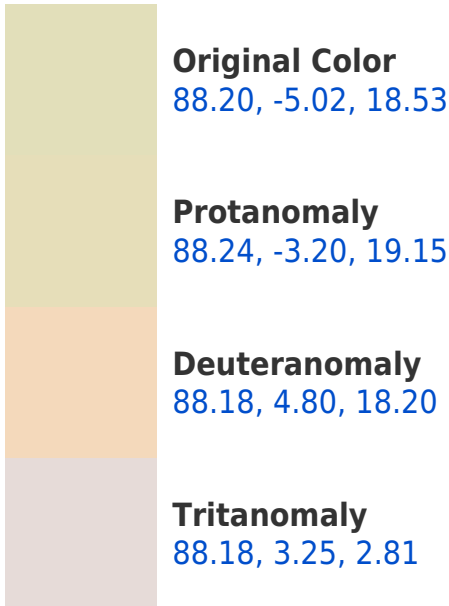 Original Color
88.20, -5.02, 18.53
Protanomaly
88.24, -3.20, 19.15
Deuteranomaly
88.18, 4.80, 18.20
Tritanomaly
88.18, 3.25, 2.81